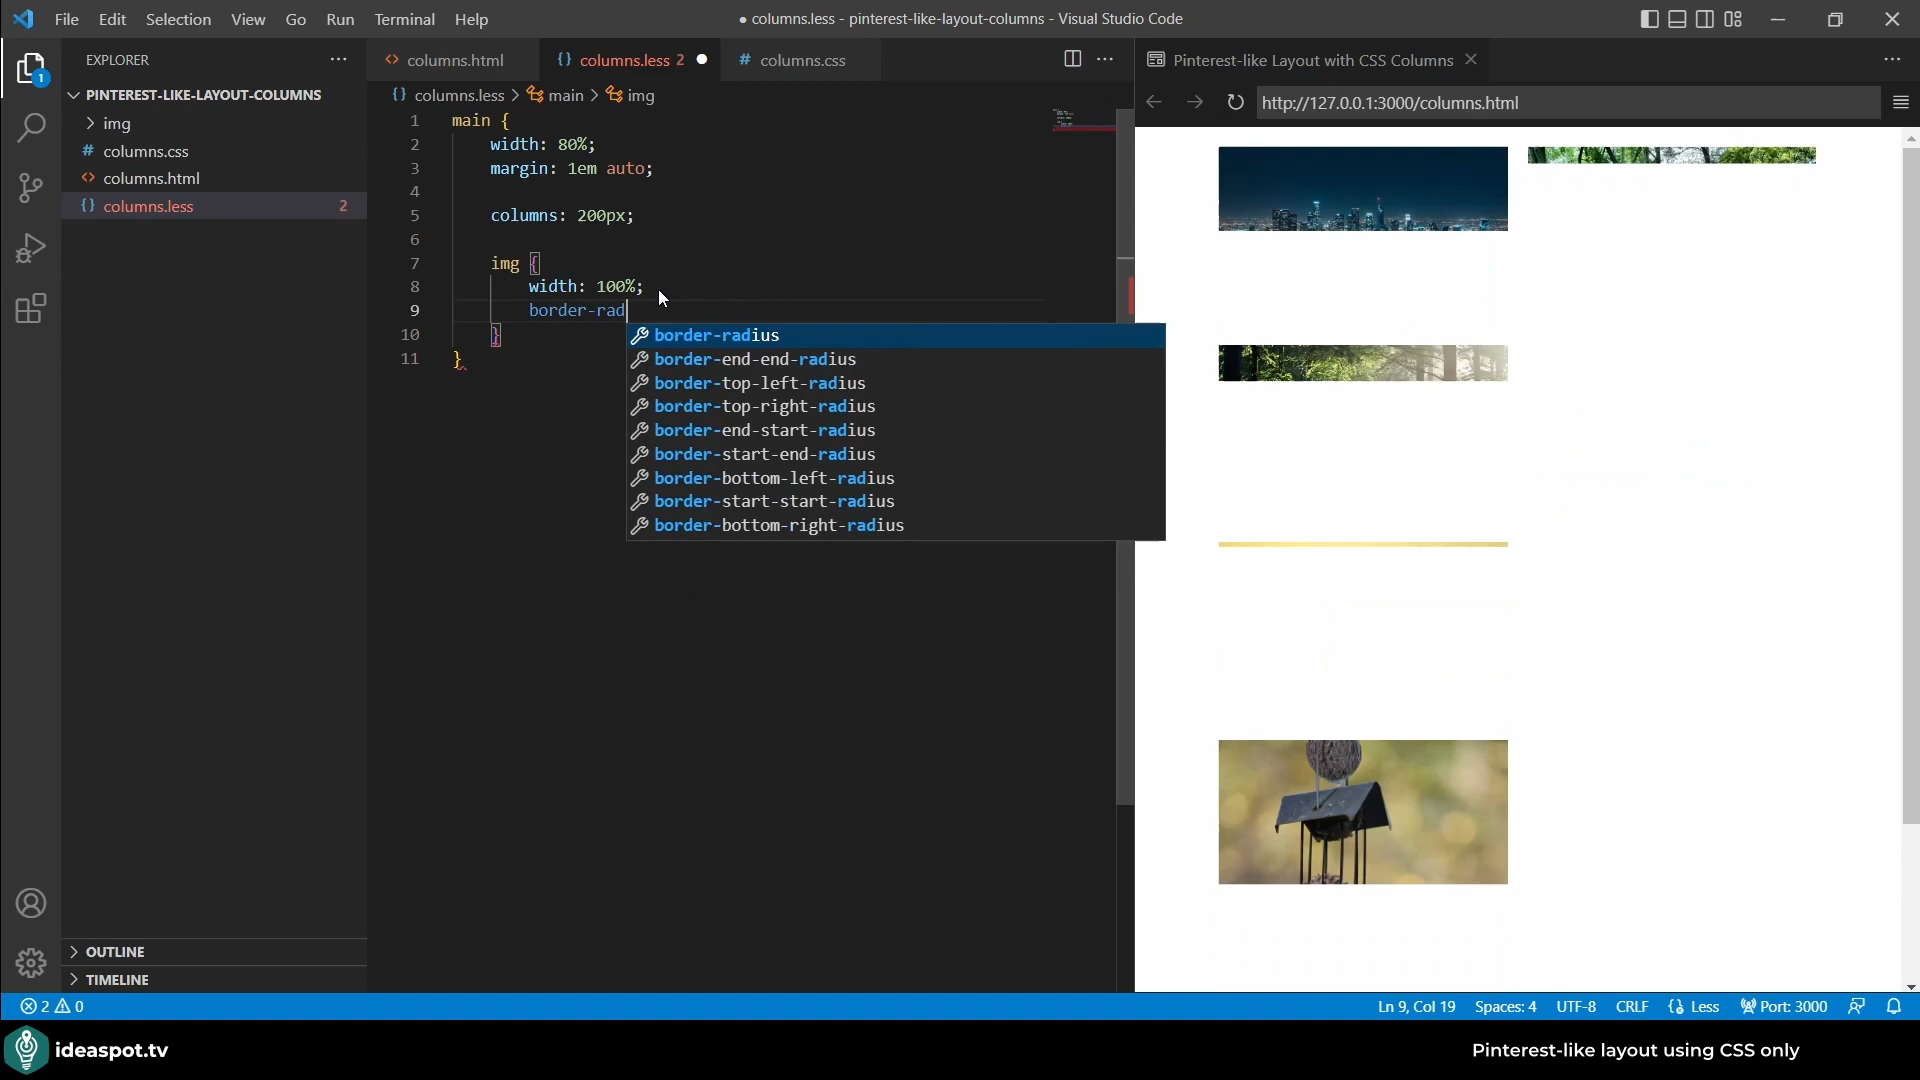 File Edit Selection View Go Run Terminal Help
● columns.less - pinterest-like-layout-columns - Visual Studio Code
EXPLORER
columns.html
columns.less 2
columns.css
Pinterest-like Layout with CSS Columns
1
PINTEREST-LIKE-LAYOUT-COLUMNS
img
columns.css
columns.html
columns.less 2
OUTLINE
TIMELINE
columns.less > main > img
1 main {
2 width: 80%;
3 margin: 1em auto;
4
5 columns: 200px;
6
7 img {
8 width: 100%;
9 border-rad
10 }
11 }
border-radius
border-end-end-radius
border-top-left-radius
border-top-right-radius
border-end-start-radius
border-start-end-radius
border-bottom-left-radius
border-start-start-radius
border-bottom-right-radius
http://127.0.0.1:3000/columns.html
2 0
Ln 9, Col 19 Spaces: 4 UTF-8 CRLF Less Port: 3000
ideaspot.tv
Pinterest-like layout using CSS only